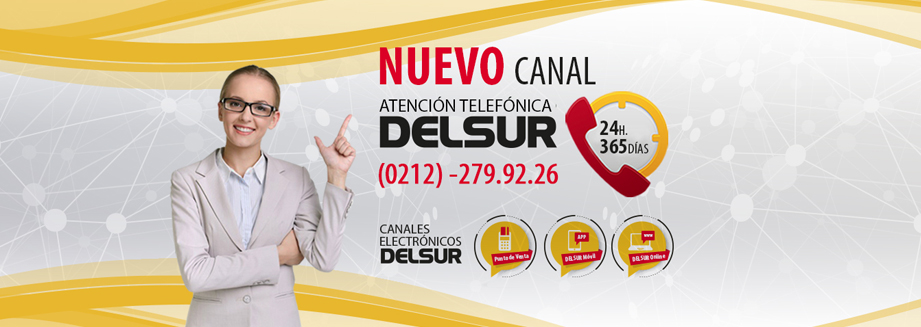 NUEVO CANAL
ATENCIÓN TELEFÓNICA
DELSUR
(0212) -279.92.26
24H.
365DÍAS
CANALES
ELECTRÓNICOS
DELSUR
Punto de Venta
APP
DELSUR Móvil
WWW
DELSUR Online